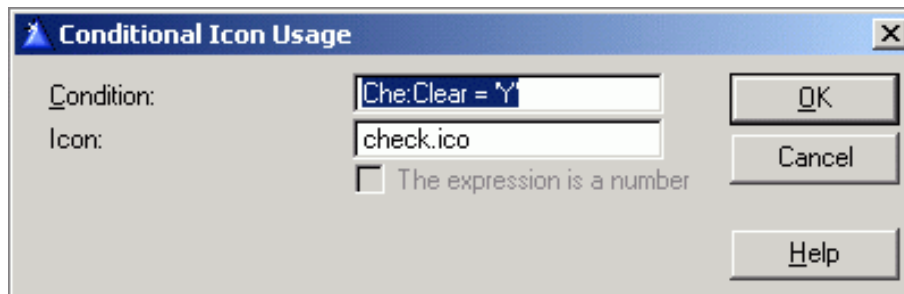 Conditional Icon Usage
Condition: Che:Clear = 'Y' OK
Icon: check.ico
Cancel
The expression is a number
Help